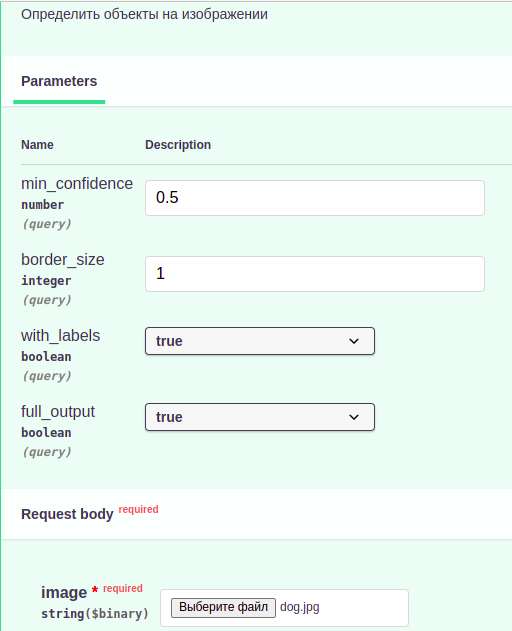 Определить объекты на изображении
Parameters
Name Description
min_confidence
number
(query)
0.5
border_size
integer
(query)
1
with_labels
boolean
(query)
true
full_output
boolean
(query)
true
Request body required
image * required
string($binary)
Выберите файл dog.jpg